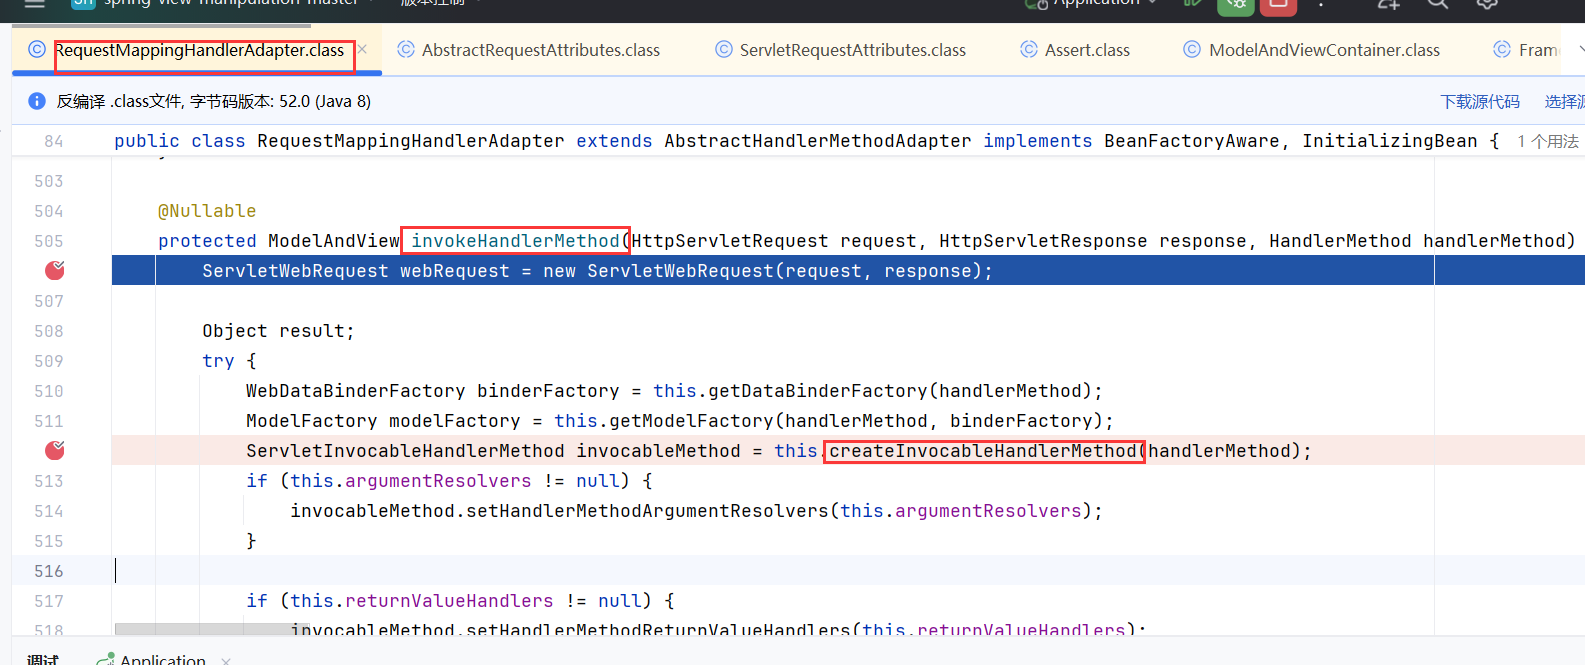 spring-view-manipulation-master 版本控制 Application
RequestMappingHandlerAdapter.class AbstractRequestAttributes.class ServletRequestAttributes.class Assert.class ModelAndViewContainer.class Fram
反编译 .class文件, 字节码版本: 52.0 (Java 8) 下载源代码 选择源
84 public class RequestMappingHandlerAdapter extends AbstractHandlerMethodAdapter implements BeanFactoryAware, InitializingBean { 1 个用法
503
504 @Nullable
505 protected ModelAndView invokeHandlerMethod(HttpServletRequest request, HttpServletResponse response, HandlerMethod handlerMethod)
ServletWebRequest webRequest = new ServletWebRequest(request, response);
507
508 Object result;
509 try {
510 WebDataBinderFactory binderFactory = this.getDataBinderFactory(handlerMethod);
511 ModelFactory modelFactory = this.getModelFactory(handlerMethod, binderFactory);
ServletInvocableHandlerMethod invocableMethod = this.createInvocableHandlerMethod(handlerMethod);
513 if (this.argumentResolvers != null) {
514 invocableMethod.setHandlerMethodArgumentResolvers(this.argumentResolvers);
515 }
516
517 if (this.returnValueHandlers != null) {
518 invocableMethod.setHandlerMethodReturnValueHandlers(this.returnValueHandlers);
调试 Application